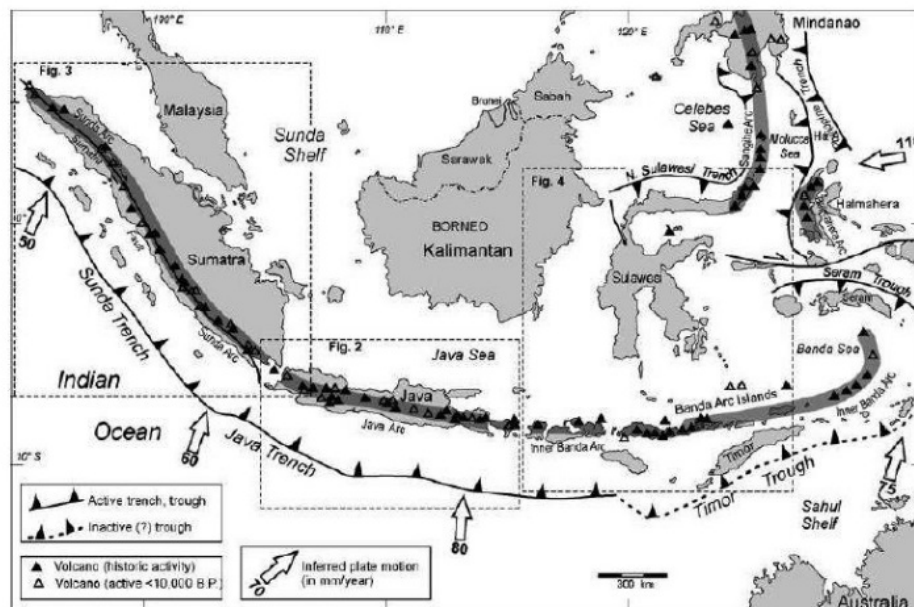 100° E
110° E
120° E
Mindanao
Fig. 3
Malaysia
Sunda
Shelf
Brunei
Sabah
Celebes
Sea
Sangihe Arc
Molucca
Sea
Trench
Sunda Arc
Sarawak
N. Sulawesi Trench
Fig. 4
BORNEO
Kalimantan
Halmahera
50
Fault
Sumatra
Sulawesi
Seram Trough
Seram
Sunda Trench
Sunda Arc
Fig. 2
Java Sea
Banda Sea
Indian
Ocean
Java
Java Arc
Banda Arc Islands
Inner Banda Arc
Inner Banda Arc
60
Java Trench
Timor
Timor Trough
10° S
80
75
Sahul
Shelf
Active trench, trough
Inactive (?) trough
Volcano (historic activity)
Volcano (active <10,000 B.P.)
70
Inferred plate motion
(in mm/year)
300 km
Australia